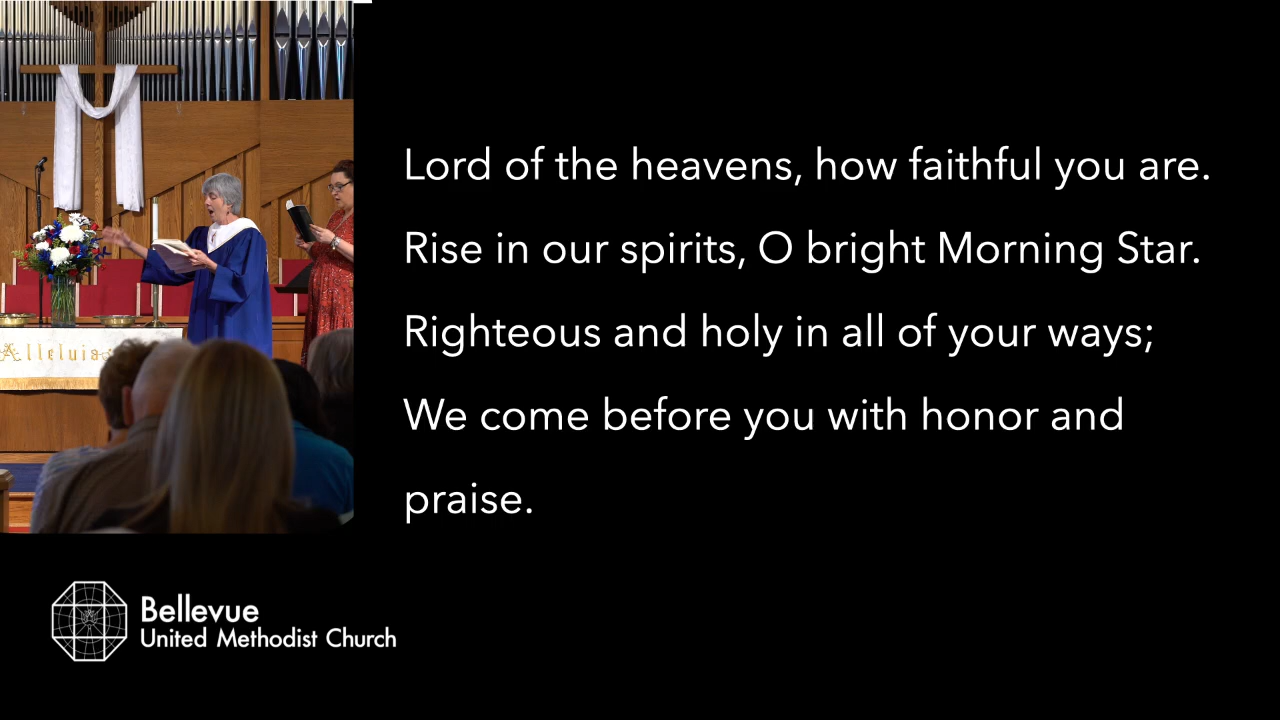 Lord of the heavens, how faithful you are.
Rise in our spirits, O bright Morning Star.
Righteous and holy in all of your ways;
We come before you with honor and
praise.
Alleluia
Bellevue
United Methodist Church